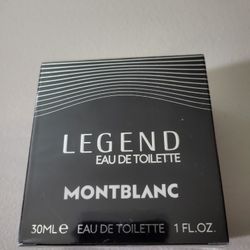 LEGEND
EAU DE TOILETTE
MONTBLANC
30ML ℮ EAU DE TOILETTE 1 FL.OZ.